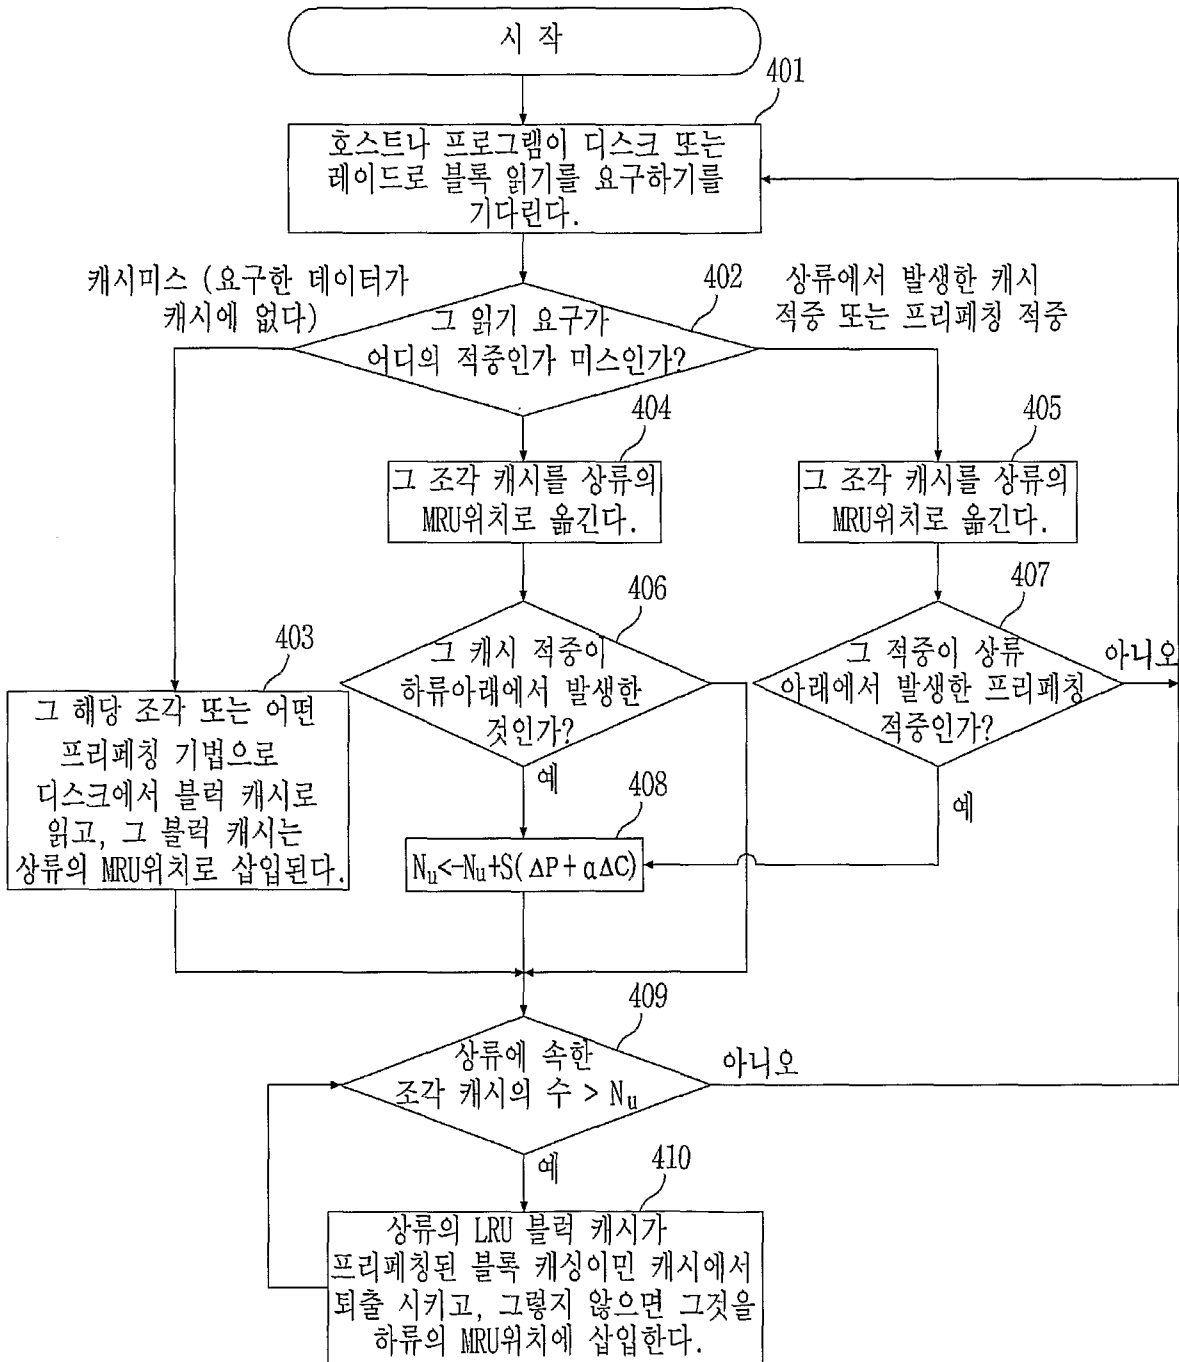 시 작
401
호스트나 프로그램이 디스크 또는
레이드로 블록 읽기를 요구하기를
기다린다.
캐시미스 (요구한 데이터가
캐시에 없다)
402
상류에서 발생한 캐시
적중 또는 프리페칭 적중
그 읽기 요구가
어디의 적중인가 미스인가?
404
그 조각 캐시를 상류의
MRU위치로 옮긴다.
405
그 조각 캐시를 상류의
MRU위치로 옮긴다.
406
그 캐시 적중이
하류아래에서 발생한
것인가?
407
그 적중이 상류
아래에서 발생한 프리페칭
적중인가?
아니오
403
그 해당 조각 또는 어떤
프리페칭 기법으로
디스크에서 블럭 캐시로
읽고, 그 블럭 캐시는
상류의 MRU위치로 삽입된다.
예
408
예
Nu<-Nu+S(ΔP+αΔC)
409
상류에 속한
조각 캐시의 수 > Nu
아니오
예
410
상류의 LRU 블럭 캐시가
프리페칭된 블록 캐싱이민 캐시에서
퇴출 시키고, 그렇지 않으면 그것을
하류의 MRU위치에 삽입한다.